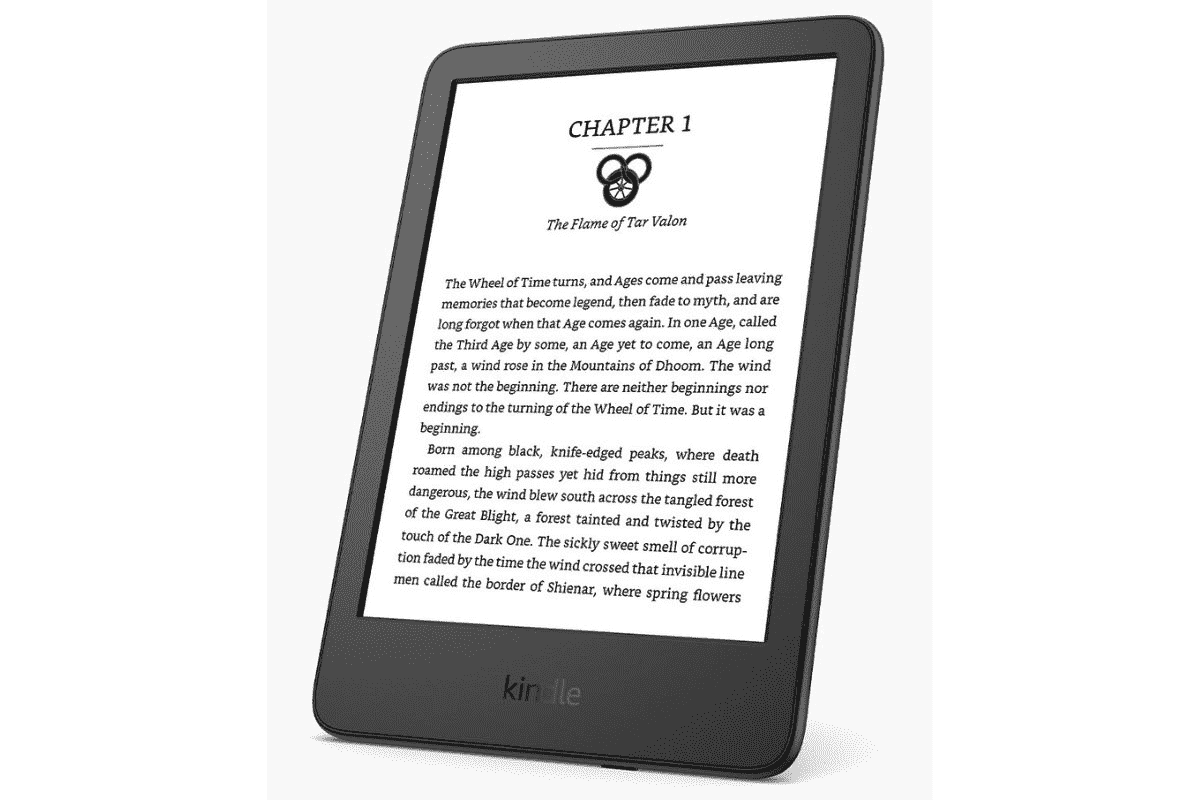 CHAPTER 1
The Flame of Tar Valon
The Wheel of Time turns, and Ages come and pass leaving
memories that become legend, then fade to myth, and are
long forgot when that Age comes again. In one Age, called
the Third Age by some, an Age yet to come, an Age long
past, a wind rose in the Mountains of Dhoom. The wind
was not the beginning. There are neither beginnings nor
endings to the turning of the Wheel of Time. But it was a
beginning.
Born among black, knife-edged peaks, where death
roamed the high passes yet hid from things still more
dangerous, the wind blew south across the tangled forest
of the Great Blight, a forest tainted and twisted by the
touch of the Dark One. The sickly sweet smell of corrup-
tion faded by the time the wind crossed that invisible line
men called the border of Shienar, where spring flowers
kindle